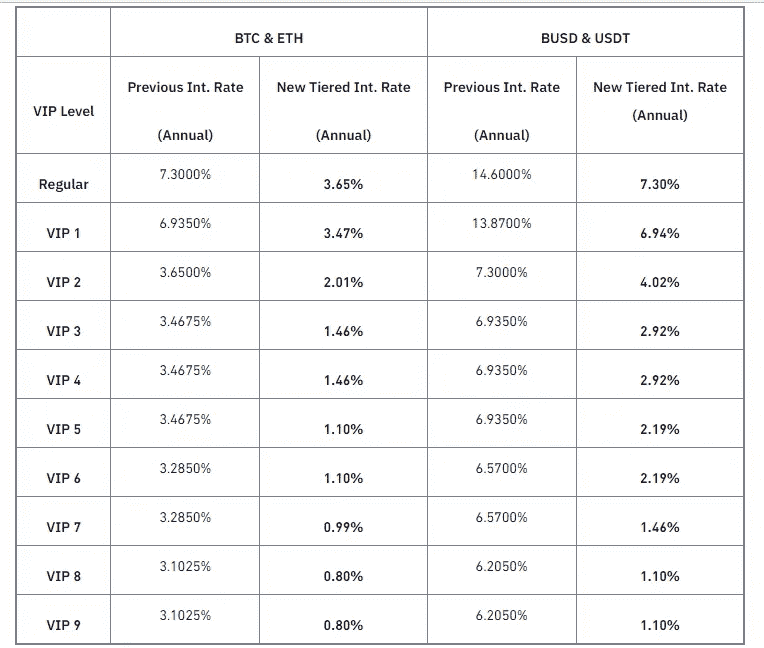 BTC & ETH BUSD & USDT
VIP Level Previous Int. Rate (Annual) New Tiered Int. Rate (Annual) Previous Int. Rate (Annual) New Tiered Int. Rate (Annual)
Regular 7.3000% 3.65% 14.6000% 7.30%
VIP 1 6.9350% 3.47% 13.8700% 6.94%
VIP 2 3.6500% 2.01% 7.3000% 4.02%
VIP 3 3.4675% 1.46% 6.9350% 2.92%
VIP 4 3.4675% 1.46% 6.9350% 2.92%
VIP 5 3.4675% 1.10% 6.9350% 2.19%
VIP 6 3.2850% 1.10% 6.5700% 2.19%
VIP 7 3.2850% 0.99% 6.5700% 1.46%
VIP 8 3.1025% 0.80% 6.2050% 1.10%
VIP 9 3.1025% 0.80% 6.2050% 1.10%